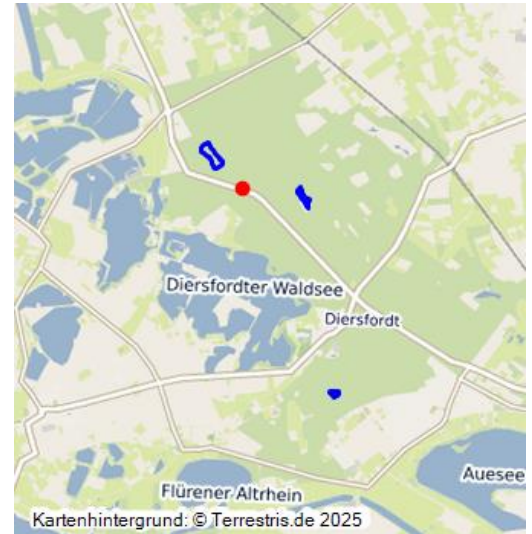 Diersfordter Waldsee
Diersfordt
Auesee
Flürener Altrhein
Kartenhintergrund: © Terrestris.de 2025